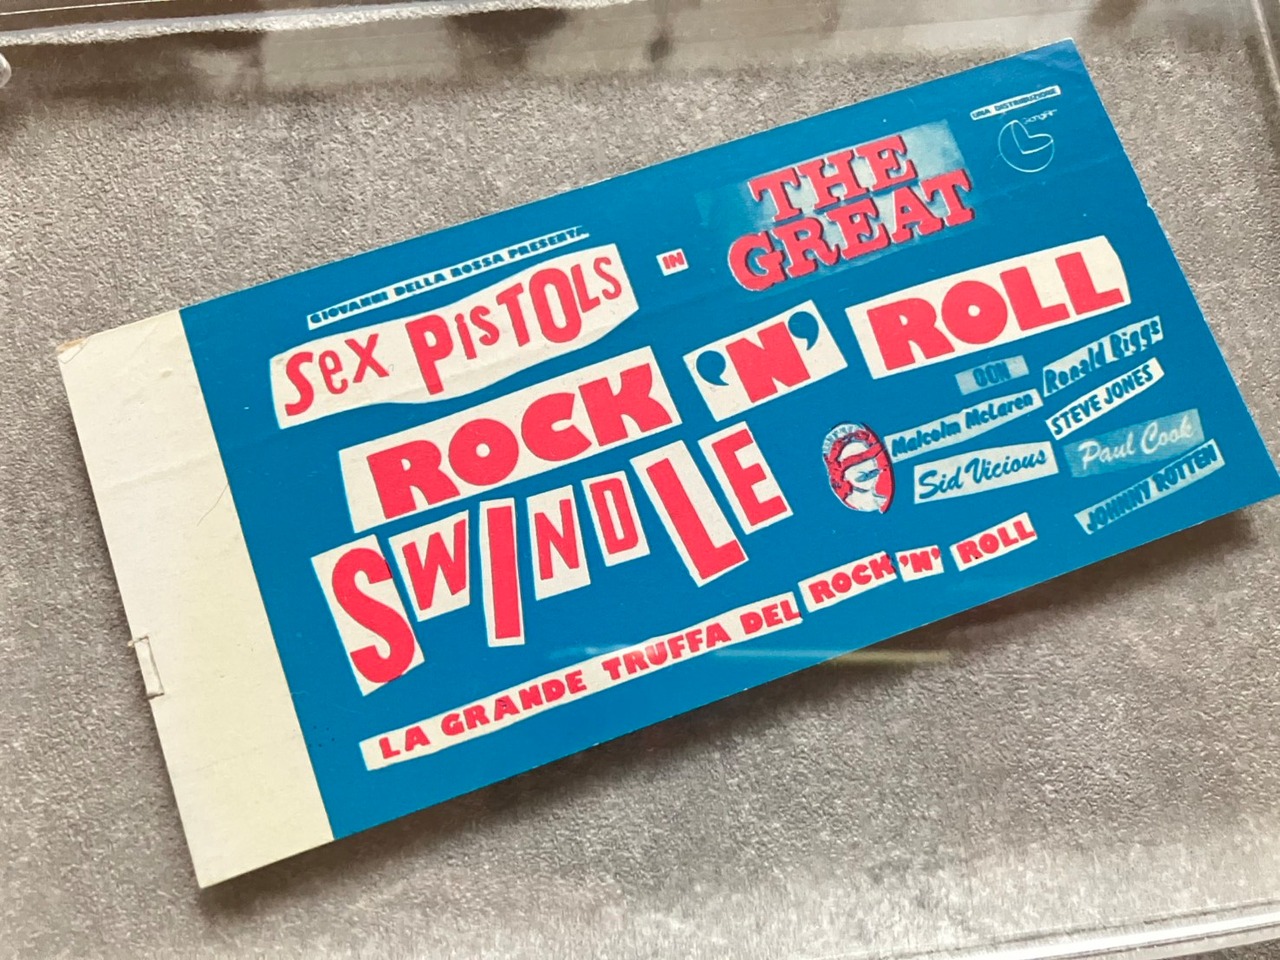 UNA DISTRIBUZIONE
GIOVANNI DELLA ROSSA PRESENTA
Sex PisTOLS
IN
THE
GREAT
ROCK 'N' ROLL
SWINDLE
CON
Malcolm McLaren
Ronald Biggs
Sid Vicious
STEVE JONES
Paul Cook
JOHNNY ROTTEN
LA GRANDE TRUFFA DEL ROCK 'N' ROLL